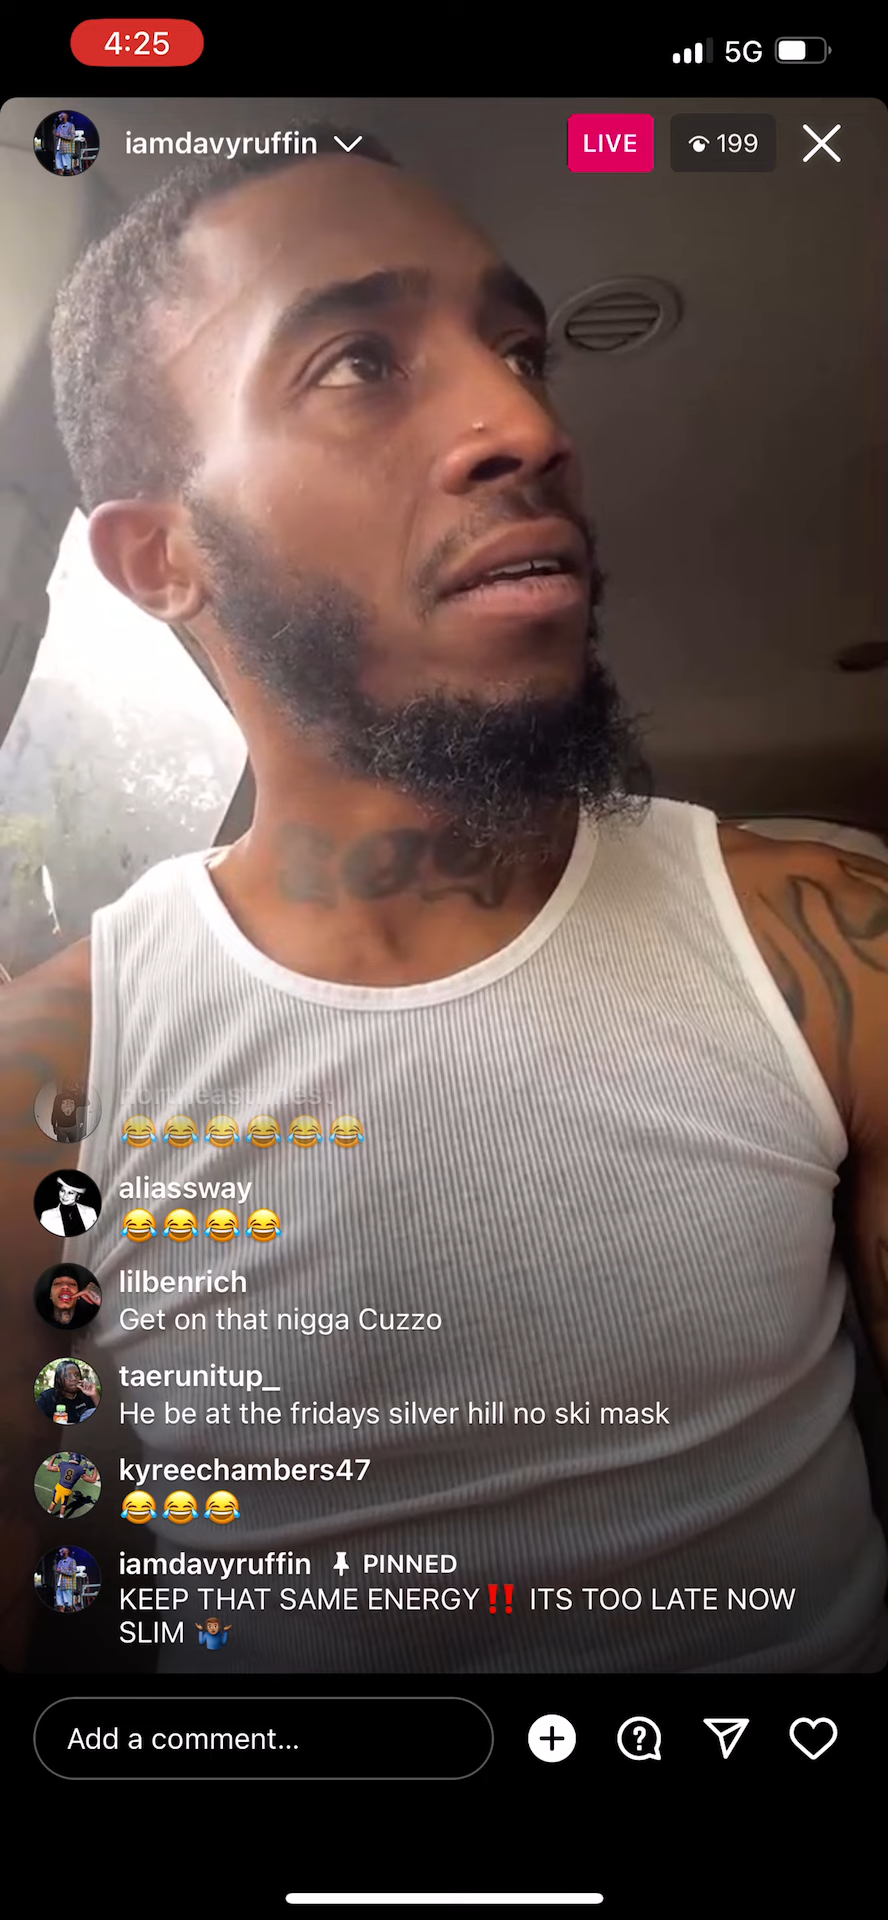 4:25
5G
iamdavyruffin
LIVE
199
😂😂😂😂😂😂
aliassway
😂😂😂😂
lilbenrich
Get on that nigga Cuzzo
taerunitup_
He be at the fridays silver hill no ski mask
kyreechambers47
😂😂😂
iamdavyruffin PINNED
KEEP THAT SAME ENERGY‼️ ITS TOO LATE NOW
SLIM 🤷🏽‍♂️
Add a comment...